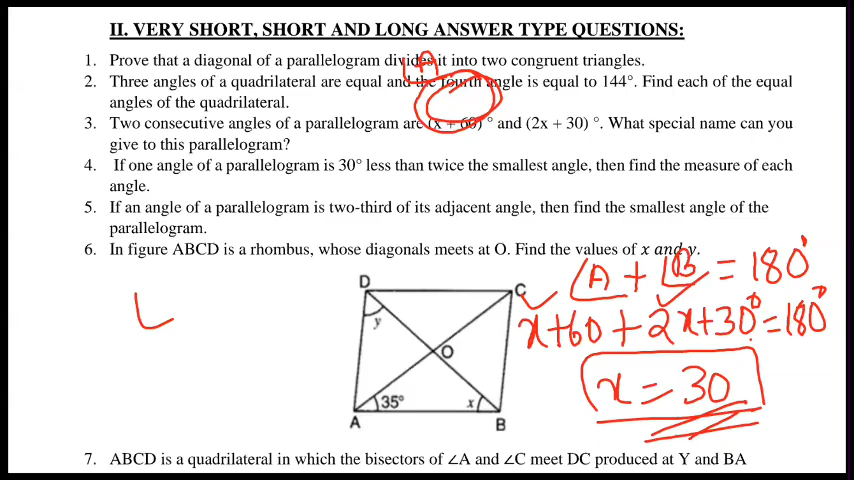 II. VERY SHORT, SHORT AND LONG ANSWER TYPE QUESTIONS:
1. Prove that a diagonal of a parallelogram divides it into two congruent triangles.
∠A
2. Three angles of a quadrilateral are equal and the fourth angle is equal to 144°. Find each of the equal
angles of the quadrilateral.
3. Two consecutive angles of a parallelogram are (x + 60) ° and (2x + 30) °. What special name can you
give to this parallelogram?
4. If one angle of a parallelogram is 30° less than twice the smallest angle, then find the measure of each
angle.
5. If an angle of a parallelogram is two-third of its adjacent angle, then find the smallest angle of the
parallelogram.
6. In figure ABCD is a rhombus, whose diagonals meets at O. Find the values of x and y.
∠A + ∠B = 180°
D C
x+60 + 2x+30° = 180°
y
O
x = 30
35° x
A B
7. ABCD is a quadrilateral in which the bisectors of ∠A and ∠C meet DC produced at Y and BA